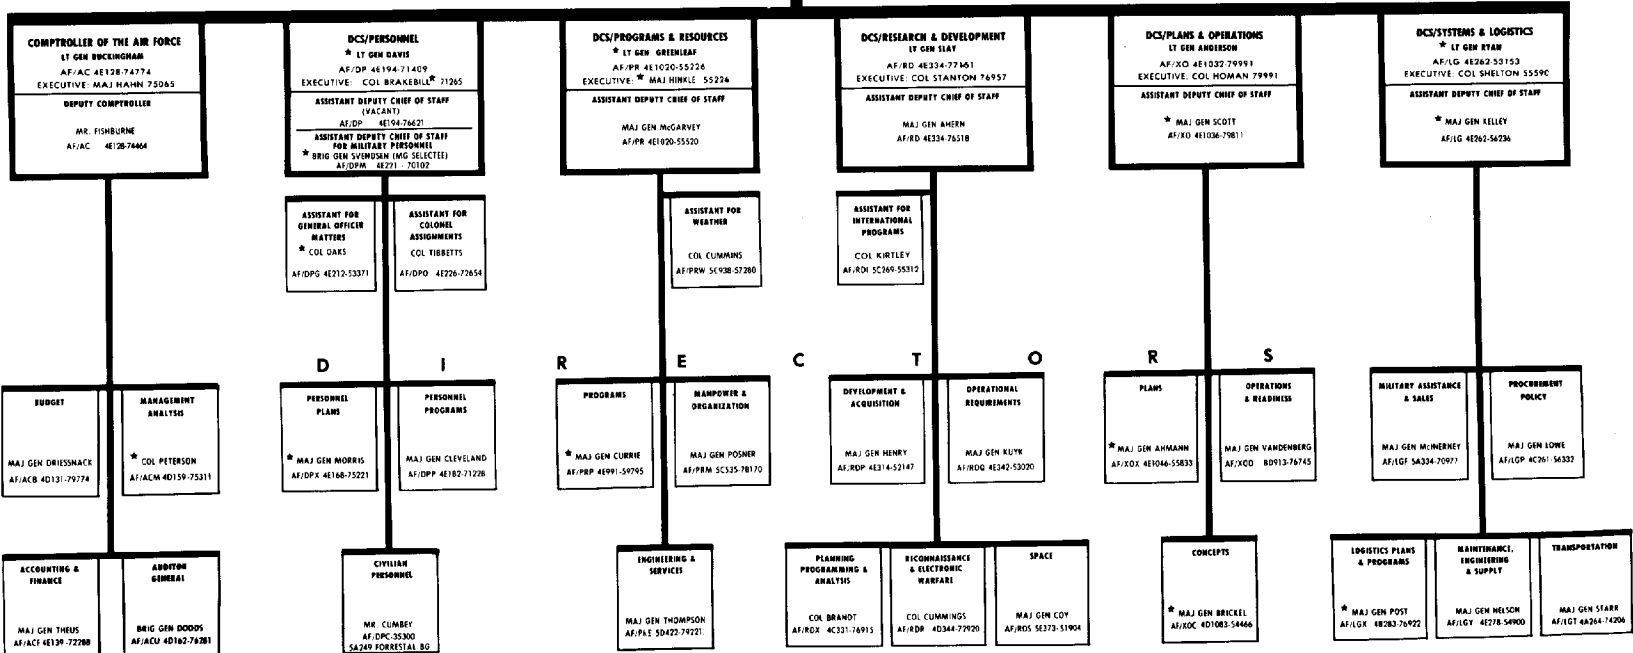 COMPTROLLER OF THE AIR FORCE
LT GEN BUCKINGHAM
AF/AC 4E128-74774
EXECUTIVE: MAJ HAHN 75065
DEPUTY COMPTROLLER
MR. FISHBURNE
AF/AC 4E128-74464
DCS/PERSONNEL
* LT GEN DAVIS
AF/DP 4E194-71409
EXECUTIVE: COL BRAKEBILL* 71265
ASSISTANT DEPUTY CHIEF OF STAFF
(VACANT)
AF/DP 4E194-76621
ASSISTANT DEPUTY CHIEF OF STAFF
FOR MILITARY PERSONNEL
* BRIG GEN SVENDSEN (MG SELECTEE)
AF/DPM 4E221 - 70102
DCS/PROGRAMS & RESOURCES
* LT GEN GREENLEAF
AF/PR 4E1020-55226
EXECUTIVE: * MAJ HINKLE 55226
ASSISTANT DEPUTY CHIEF OF STAFF
MAJ GEN McGARVEY
AF/PR 4E1020-55520
DCS/RESEARCH & DEVELOPMENT
LT GEN SLAY
AF/RD 4E334-77161
EXECUTIVE: COL STANTON 76957
ASSISTANT DEPUTY CHIEF OF STAFF
MAJ GEN AHERN
AF/RD 4E334-76518
DCS/PLANS & OPERATIONS
LT GEN ANDERSON
AF/XO 4E1032-79991
EXECUTIVE: COL HOMAN 79991
ASSISTANT DEPUTY CHIEF OF STAFF
* MAJ GEN SCOTT
AF/XO 4E1036-79811
DCS/SYSTEMS & LOGISTICS
* LT GEN RYAN
AF/LG 4E262-53153
EXECUTIVE: COL SHELTON 5559C
ASSISTANT DEPUTY CHIEF OF STAFF
* MAJ GEN KELLEY
AF/LG 4E262-56236
ASSISTANT FOR
GENERAL OFFICER
MATTERS
* COL OAKS
AF/DPG 4E212-53371
ASSISTANT FOR
COLONEL
ASSIGNMENTS
COL TIBBETTS
AF/DPO 4E226-72654
ASSISTANT FOR
WEATHER
COL CUMMINS
AF/PRW 5C938-57280
ASSISTANT FOR
INTERNATIONAL
PROGRAMS
COL KIRTLEY
AF/RDI 5C269-55312
D I R E C T O R S
BUDGET
MAJ GEN DRIESSNACK
AF/ACB 4D131-79774
MANAGEMENT
ANALYSIS
* COL PETERSON
AF/ACM 4D159-75311
PERSONNEL
PLANS
* MAJ GEN MORRIS
AF/DPX 4E168-75221
PERSONNEL
PROGRAMS
MAJ GEN CLEVELAND
AF/DPP 4E182-71228
PROGRAMS
* MAJ GEN CURRIE
AF/PRP 4E991-59795
MANPOWER &
ORGANIZATION
MAJ GEN POSNER
AF/PRM 5C535-78170
DEVELOPMENT &
ACQUISITION
MAJ GEN HENRY
AF/RDP 4E314-52147
OPERATIONAL
REQUIREMENTS
MAJ GEN KUYK
AF/RDQ 4E342-53020
PLANS
* MAJ GEN AHMANN
AF/XOX 4E1046-55833
OPERATIONS
& READINESS
MAJ GEN VANDENBERG
AF/XOO BD913-76745
MILITARY ASSISTANCE
& SALES
MAJ GEN McINERNEY
AF/LGF 5A334-70977
PROCUREMENT
POLICY
MAJ GEN LOWE
AF/LGP 4C261-56332
ACCOUNTING &
FINANCE
MAJ GEN THEUS
AF/ACF 4E139-72288
AUDITOR
GENERAL
BRIG GEN DODDS
AF/ACU 4D162-76281
CIVILIAN
PERSONNEL
MR. CUMBEY
AF/DPC-35300
5A249 FORRESTAL BG
ENGINEERING &
SERVICES
MAJ GEN THOMPSON
AF/PRE 5D422-79221
PLANNING
PROGRAMMING &
ANALYSIS
COL BRANDT
AF/RDX 4C331-76915
RECONNAISSANCE
& ELECTRONIC
WARFARE
COL CUMMINGS
AF/RDR 4D344-72920
SPACE
MAJ GEN COY
AF/RDS 5E373-51904
CONCEPTS
* MAJ GEN BRICKEL
AF/XOC 4D1083-54466
LOGISTICS PLANS
& PROGRAMS
* MAJ GEN POST
AF/LGX 4B283-76922
MAINTENANCE,
ENGINEERING
& SUPPLY
MAJ GEN NELSON
AF/LGY 4E278-54900
TRANSPORTATION
MAJ GEN STARR
AF/LGT 4A264-74206